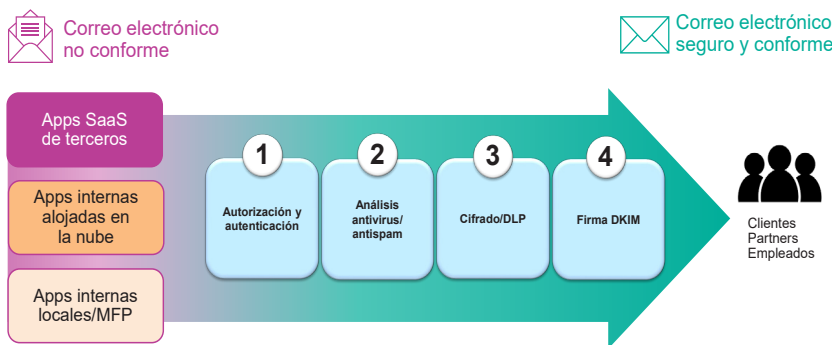 Correo electrónico
no conforme
Correo electrónico
seguro y conforme
Apps SaaS
de terceros
Apps internas
alojadas en
la nube
Apps internas
locales/MFP
1
Autorización y
autenticación
2
Análisis
antivirus/
antispam
3
Cifrado/DLP
4
Firma DKIM
Clientes
Partners
Empleados